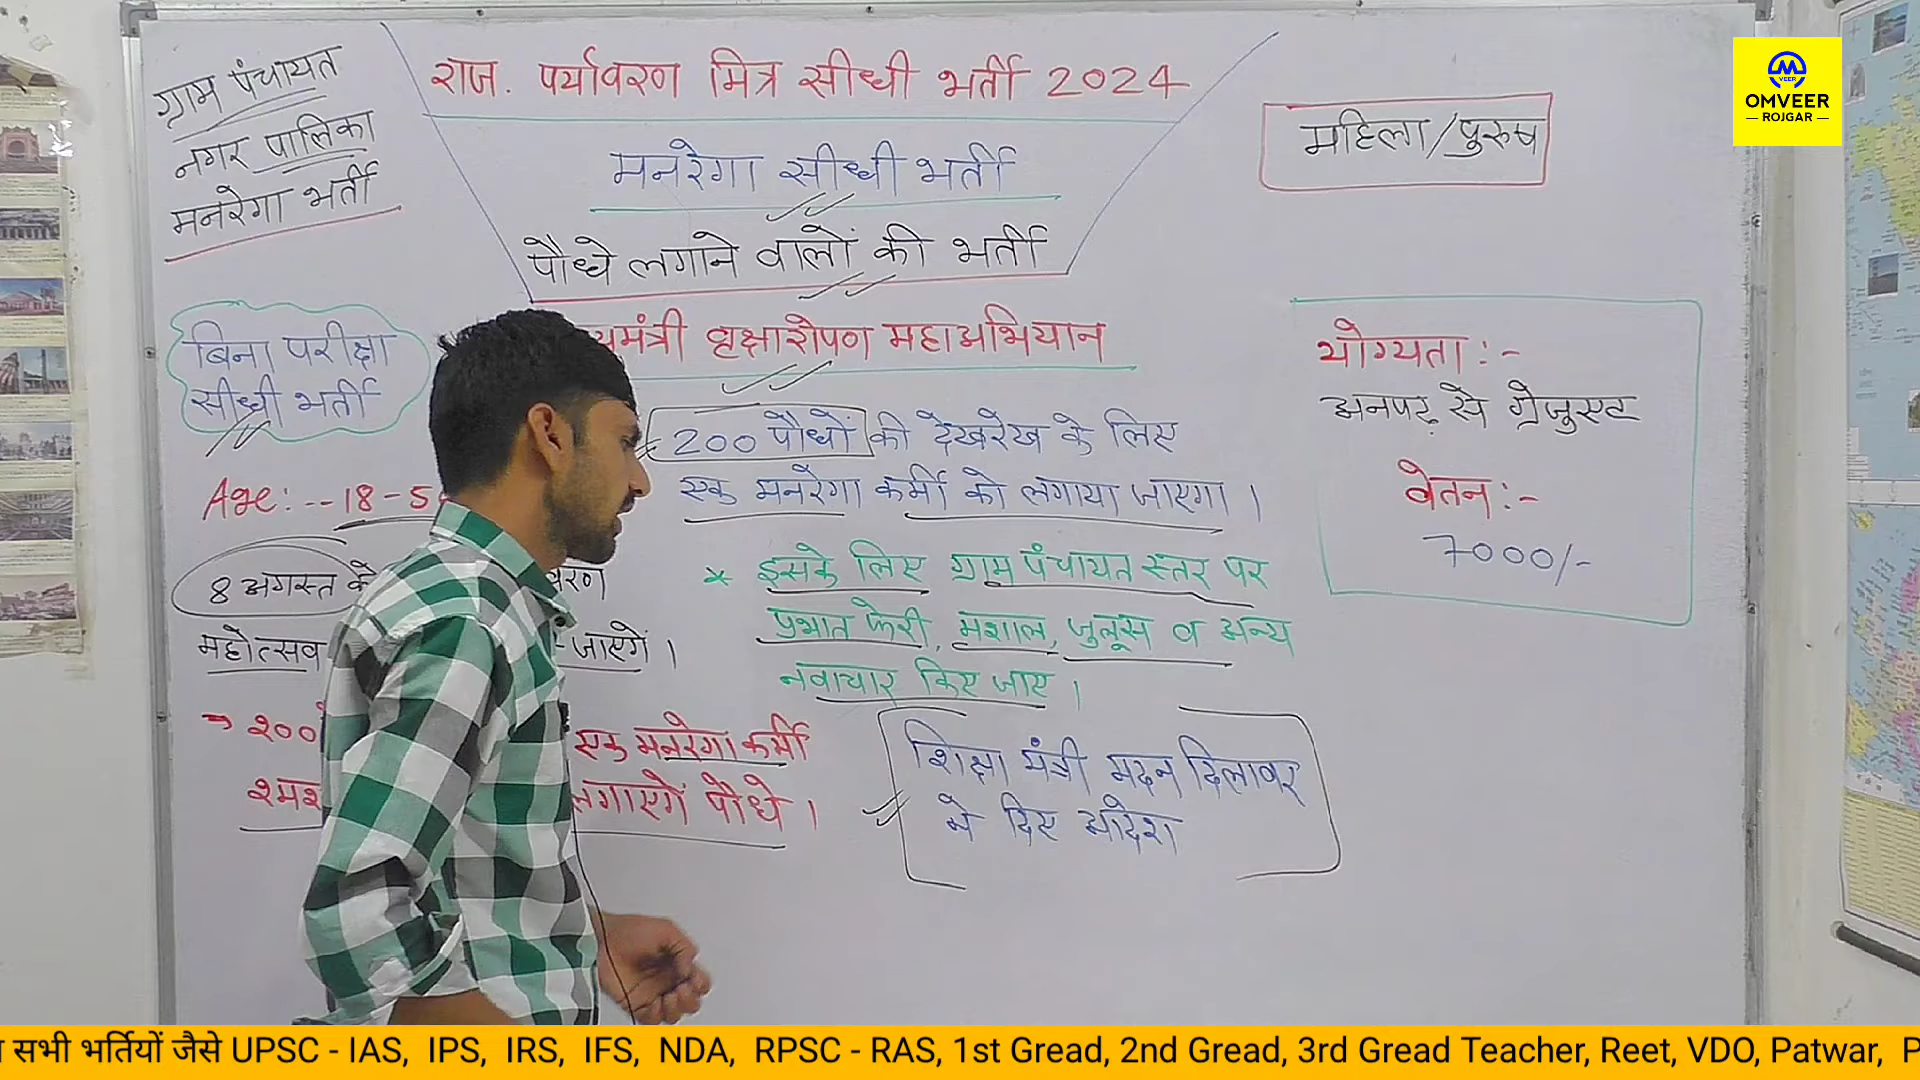 ग्राम पंचायत
नगर पालिका
मनरेगा भर्ती
राज. पर्यावरण मित्र सीधी भर्ती 2024
मनरेगा सीधी भर्ती
पौधे लगाने वालों की भर्ती
महिला/पुरुष
OMVEER
ROJGAR
बिना परीक्षा
सीधी भर्ती
वृक्षारोपण महाअभियान
200 पौधों की देखरेख के लिए
एक मनरेगा कर्मी को लगाया जाएगा।
Age:--18-5
8 अगस्त
महोत्सव जाएगें।
* इसके लिए ग्राम पंचायत स्तर पर
प्रभात फेरी, मशाल, जुलूस व अन्य
नवाचार किए जाए।
→ २००
एक मनरेगा कर्मी
लगाएगें पौधे।
शिक्षा मंत्री मदन दिलावर
ने दिए आदेश
योग्यता:-
अनपढ़ से ग्रेजुएट
वेतन:-
7000/-
सभी भर्तियों जैसे UPSC - IAS, IPS, IRS, IFS, NDA, RPSC - RAS, 1st Gread, 2nd Gread, 3rd Gread Teacher, Reet, VDO, Patwar,